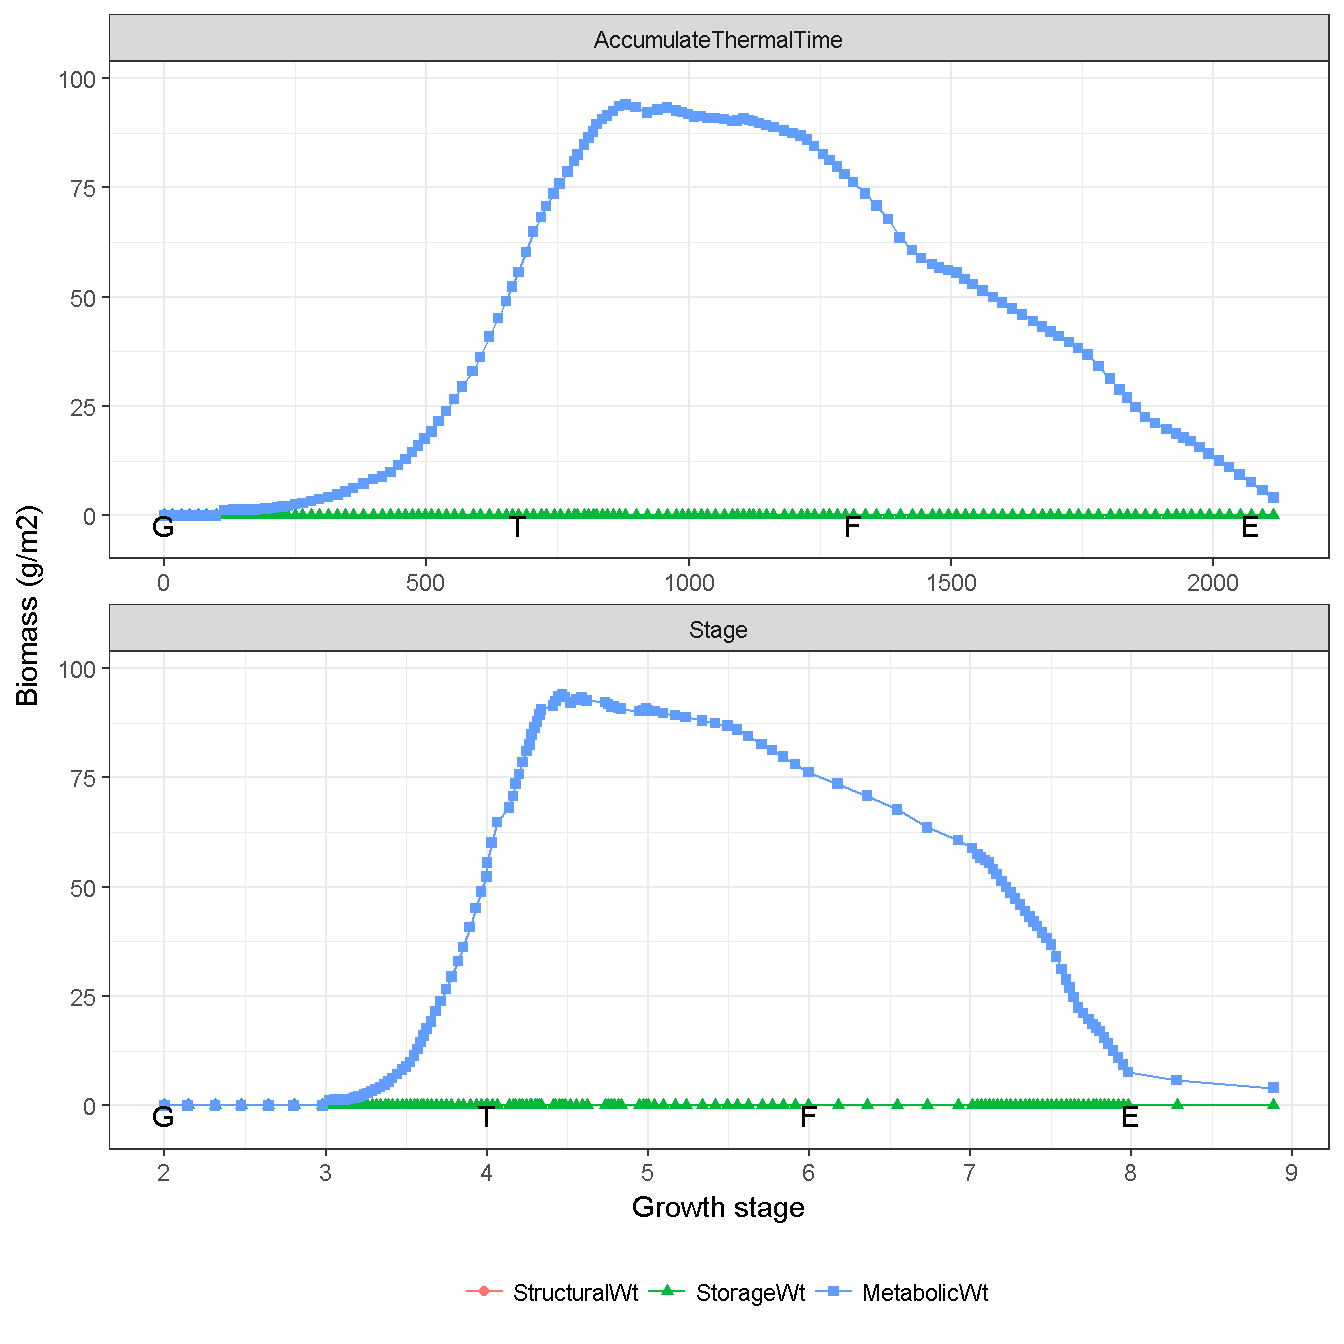 AccumulateThermalTime
100
75
50
25
0
G T F E
0 500 1000 1500 2000
Biomass (g/m2)
Stage
100
75
50
25
0
G T F E
2 3 4 5 6 7 8 9
Growth stage
StructuralWt StorageWt MetabolicWt